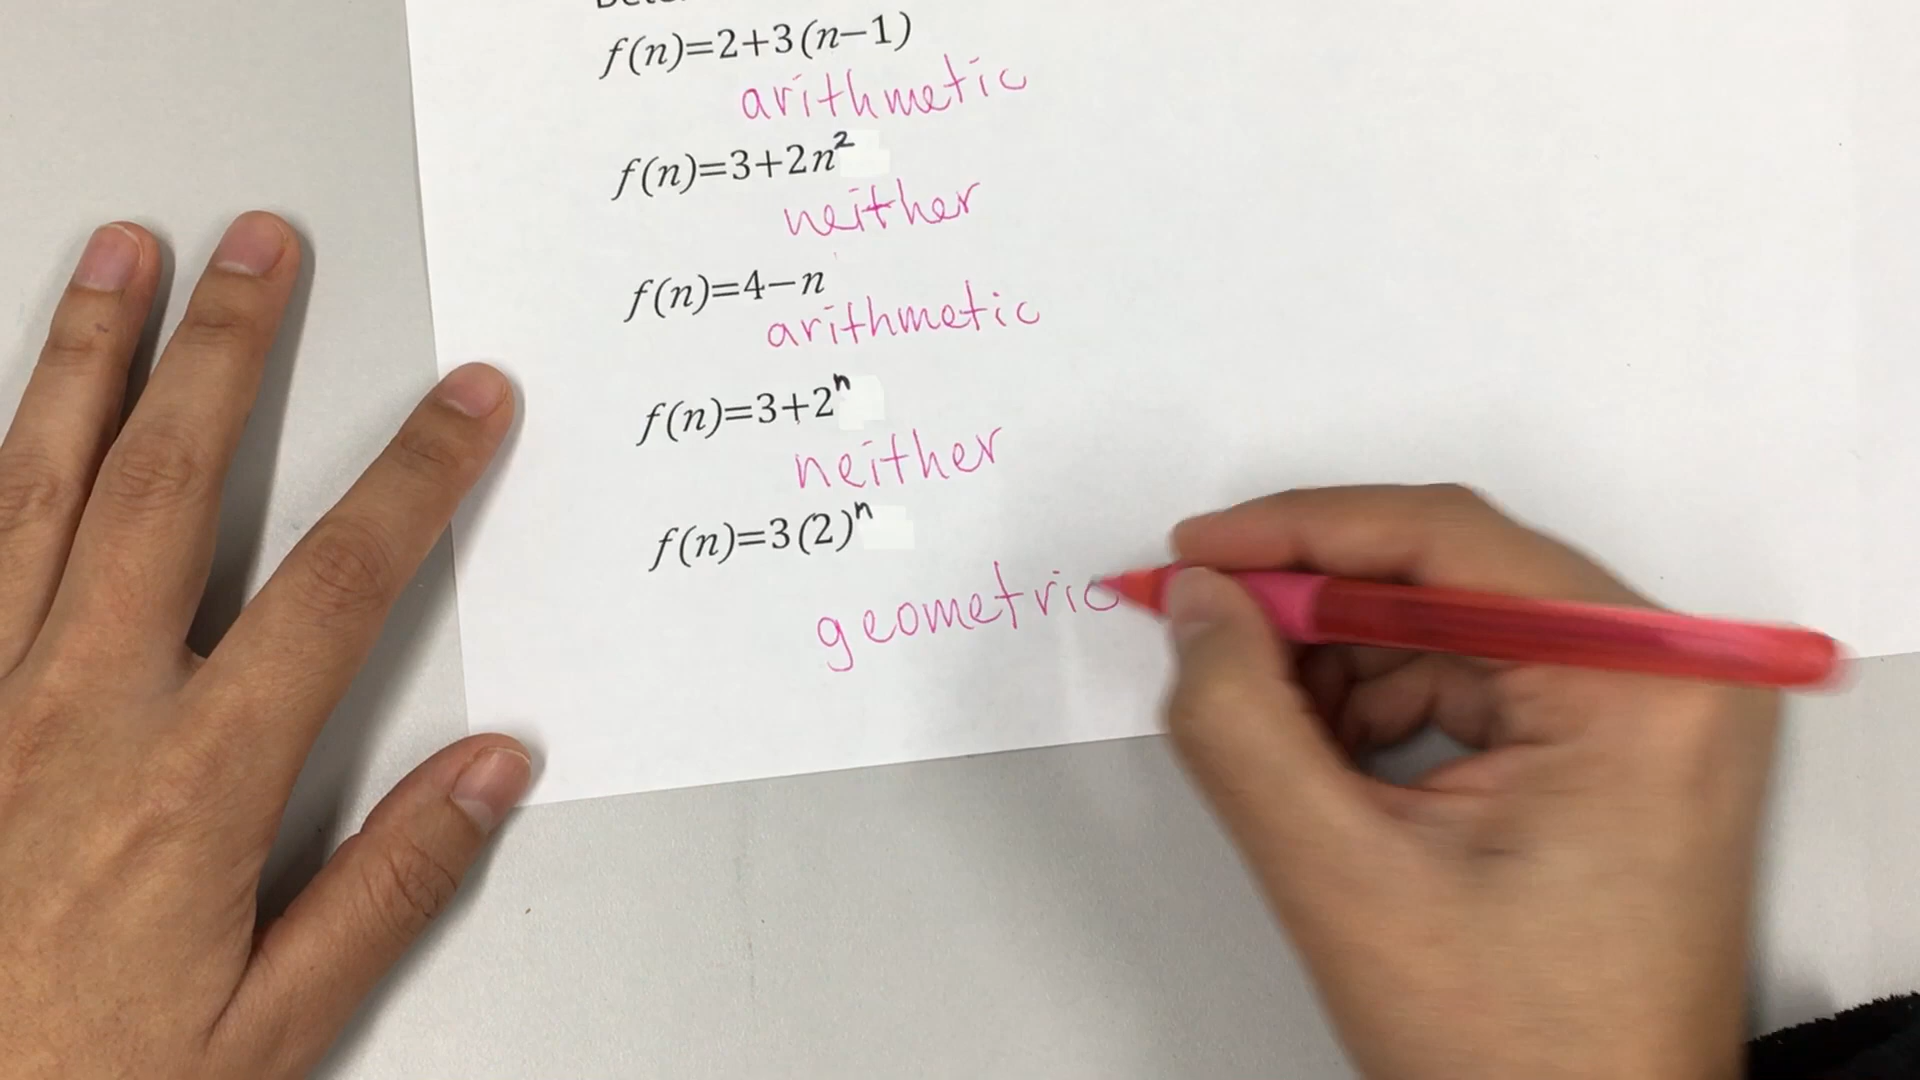 f(n)=2+3(n−1)
arithmetic
f(n)=3+2n²
neither
f(n)=4−n
arithmetic
f(n)=3+2ⁿ
neither
f(n)=3(2)ⁿ
geometric